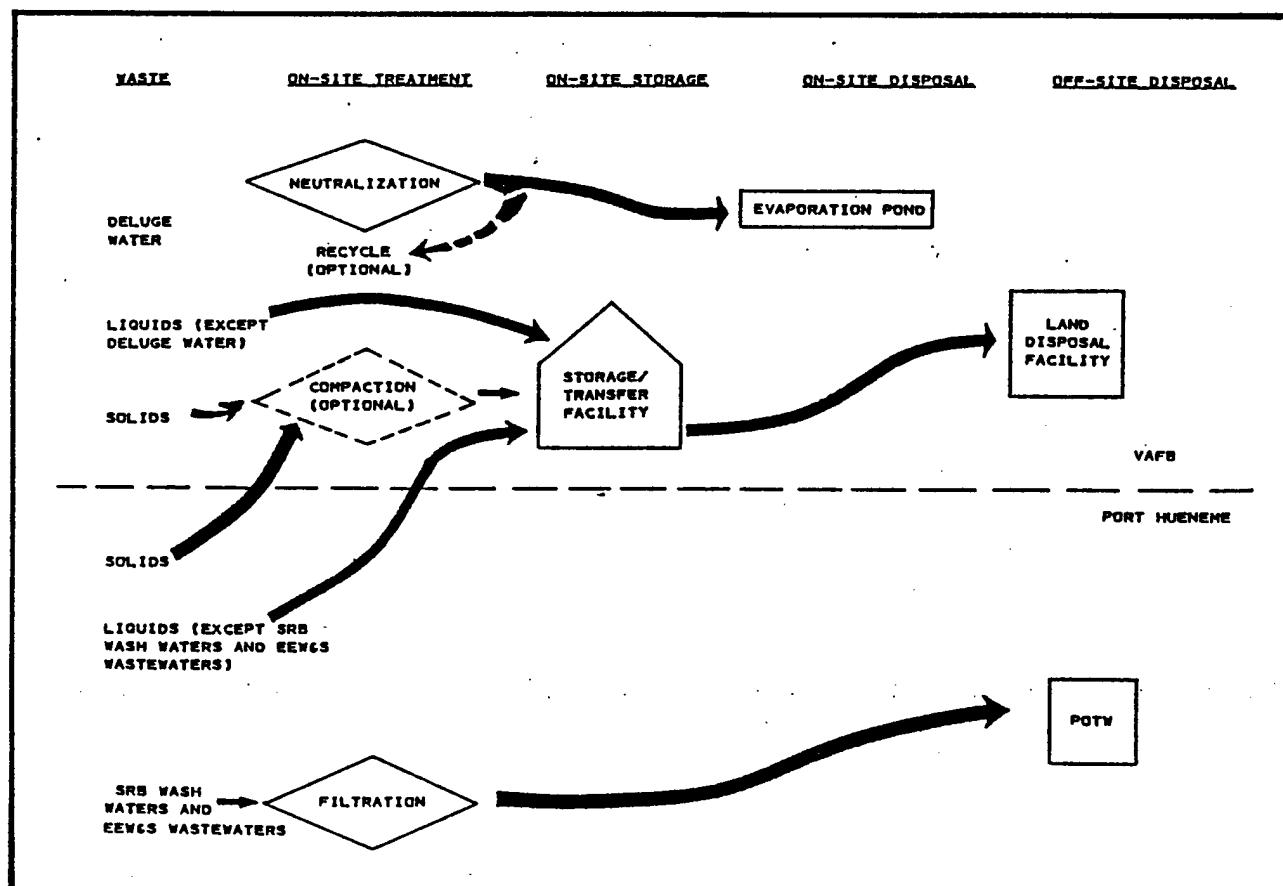 WASTE
ON-SITE TREATMENT
ON-SITE STORAGE
ON-SITE DISPOSAL
OFF-SITE DISPOSAL
NEUTRALIZATION
EVAPORATION POND
DELUGE
WATER
RECYCLE
(OPTIONAL)
LIQUIDS (EXCEPT
DELUGE WATER)
LAND
DISPOSAL
FACILITY
COMPACTION
(OPTIONAL)
STORAGE/
TRANSFER
FACILITY
SOLIDS
VAFB
PORT HUENEME
SOLIDS
LIQUIDS (EXCEPT SRB
WASH WATERS AND EEW&S
WASTEWATERS)
POTW
SRB WASH
WATERS AND
EEW&S WASTEWATERS
FILTRATION